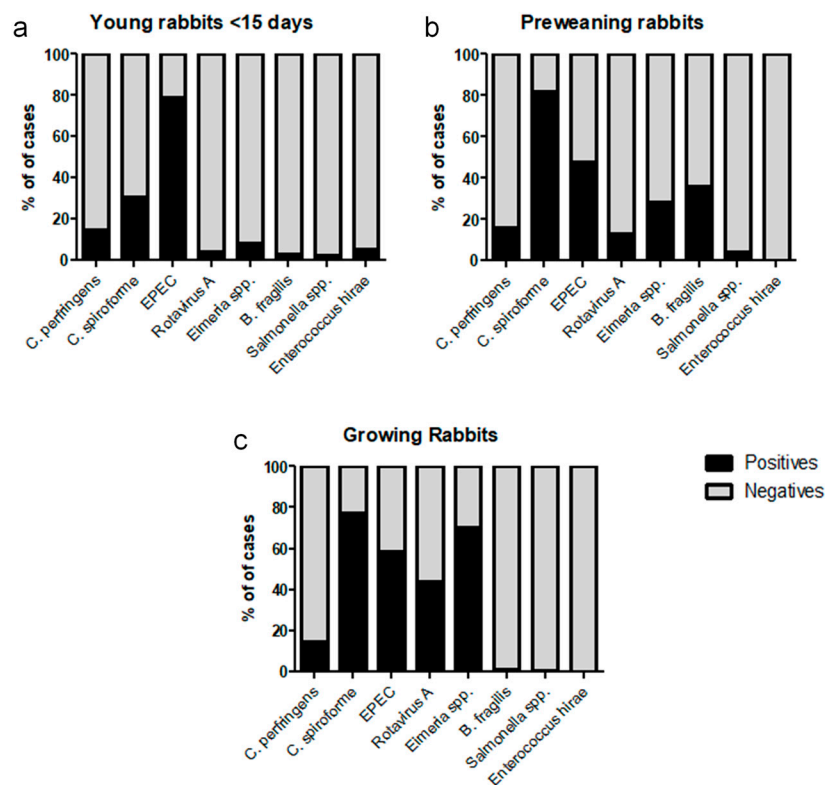 a
Young rabbits <15 days
% of of cases
100
80
60
40
20
0
C. perfringens
C. spiroforme
EPEC
Rotavirus A
Eimeria spp.
B. fragilis
Salmonella spp.
Enterococcus hirae
b
Preweaning rabbits
% of of cases
100
80
60
40
20
0
C. perfringens
C. spiroforme
EPEC
Rotavirus A
Eimeria spp.
B. fragilis
Salmonella spp.
Enterococcus hirae
c
Growing Rabbits
% of of cases
100
80
60
40
20
0
C. perfringens
C. spiroforme
EPEC
Rotavirus A
Eimeria spp.
B. fragilis
Salmonella spp.
Enterococcus hirae
Positives
Negatives